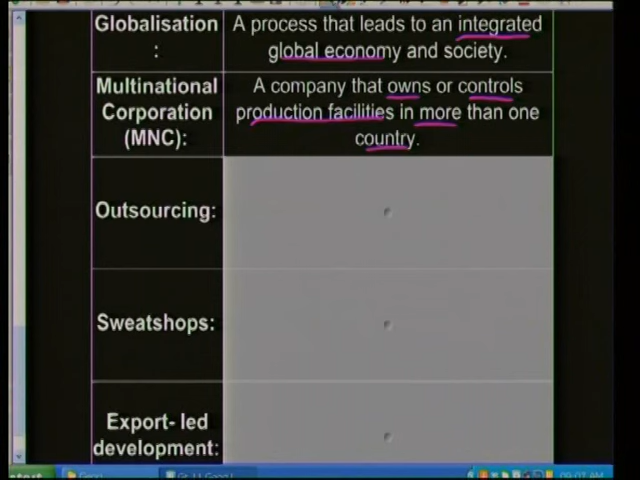 Globalisation
:
A process that leads to an integrated
global economy and society.
Multinational
Corporation
(MNC):
A company that owns or controls
production facilities in more than one
country.
Outsourcing:
Sweatshops:
Export- led
development: